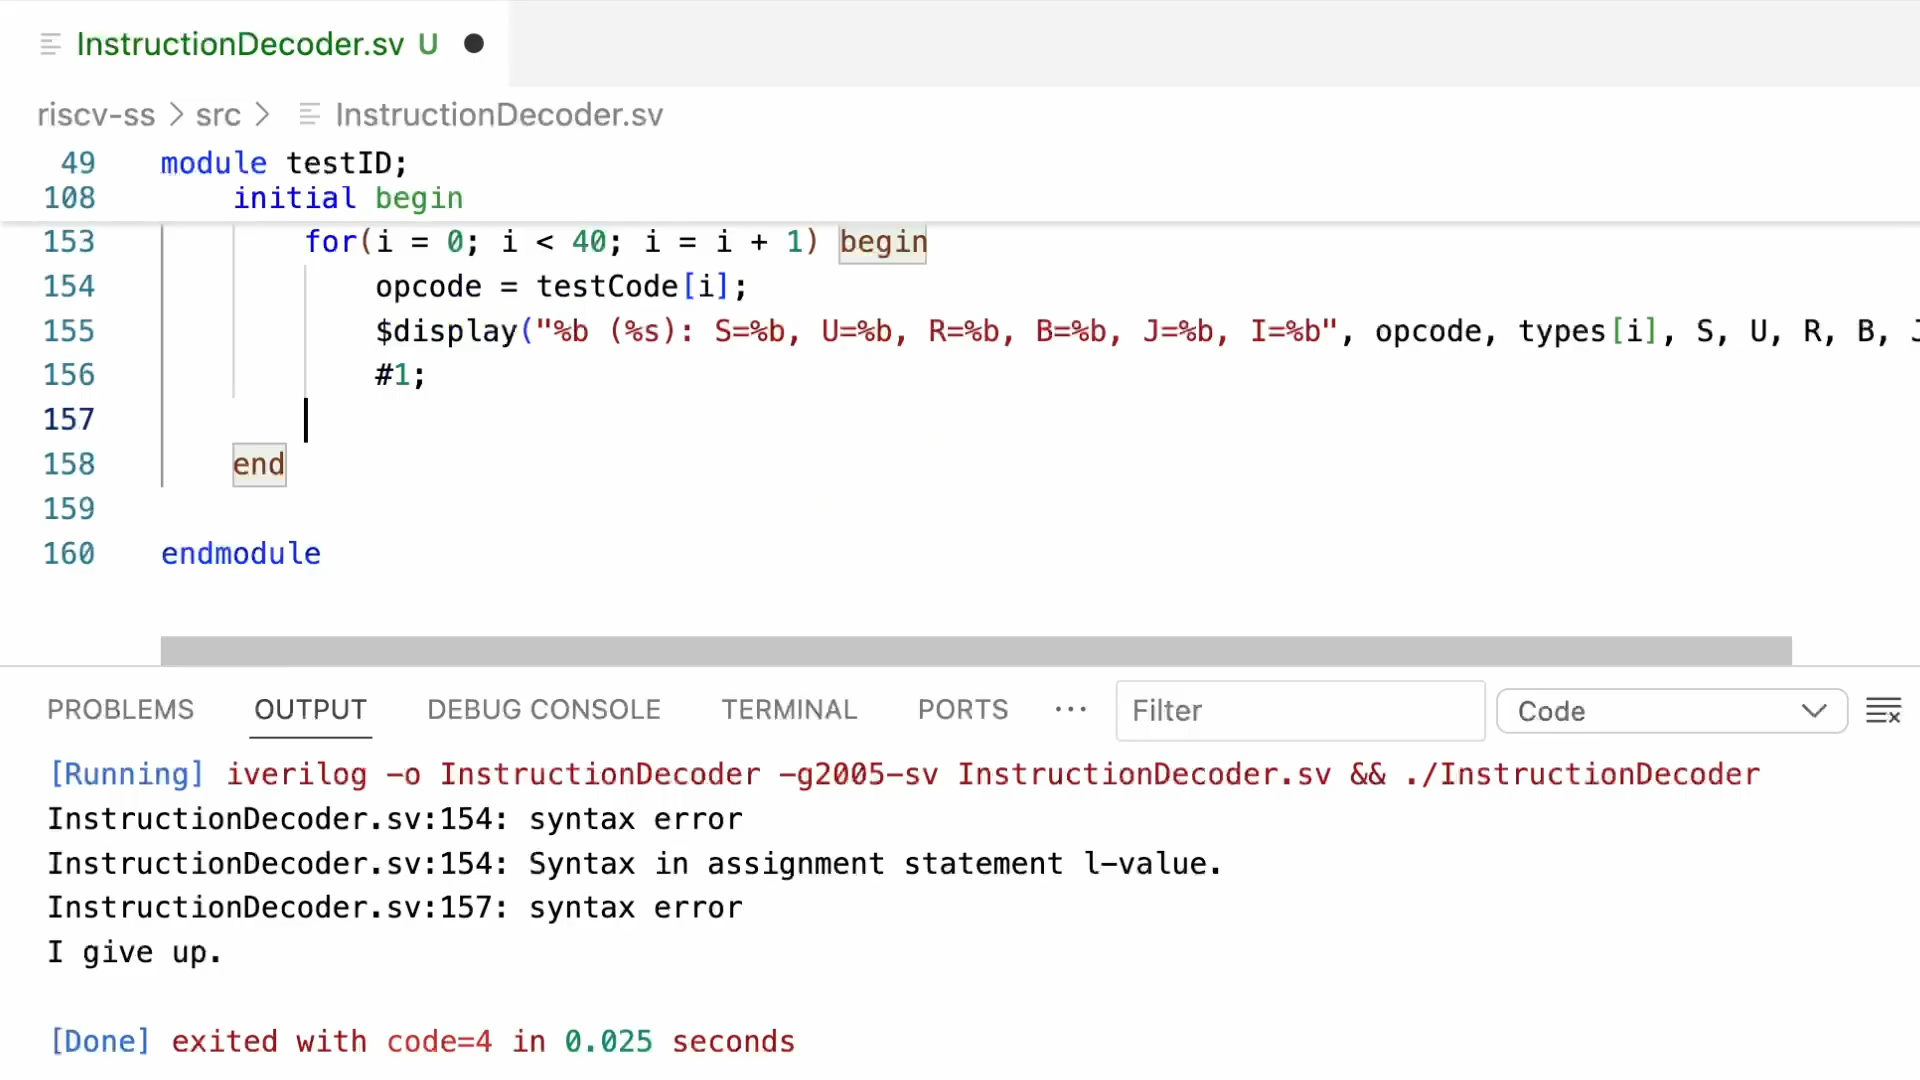 InstructionDecoder.sv U
riscv-ss > src > InstructionDecoder.sv
49 module testID;
108 initial begin
153 for(i = 0; i < 40; i = i + 1) begin
154 opcode = testCode[i];
155 $display("%b (%s): S=%b, U=%b, R=%b, B=%b, J=%b, I=%b", opcode, types[i], S, U, R, B,
156 #1;
157
158 end
159
160 endmodule
PROBLEMS OUTPUT DEBUG CONSOLE TERMINAL PORTS ··· Filter Code
[Running] iverilog -o InstructionDecoder -g2005-sv InstructionDecoder.sv && ./InstructionDecoder
InstructionDecoder.sv:154: syntax error
InstructionDecoder.sv:154: Syntax in assignment statement l-value.
InstructionDecoder.sv:157: syntax error
I give up.
[Done] exited with code=4 in 0.025 seconds